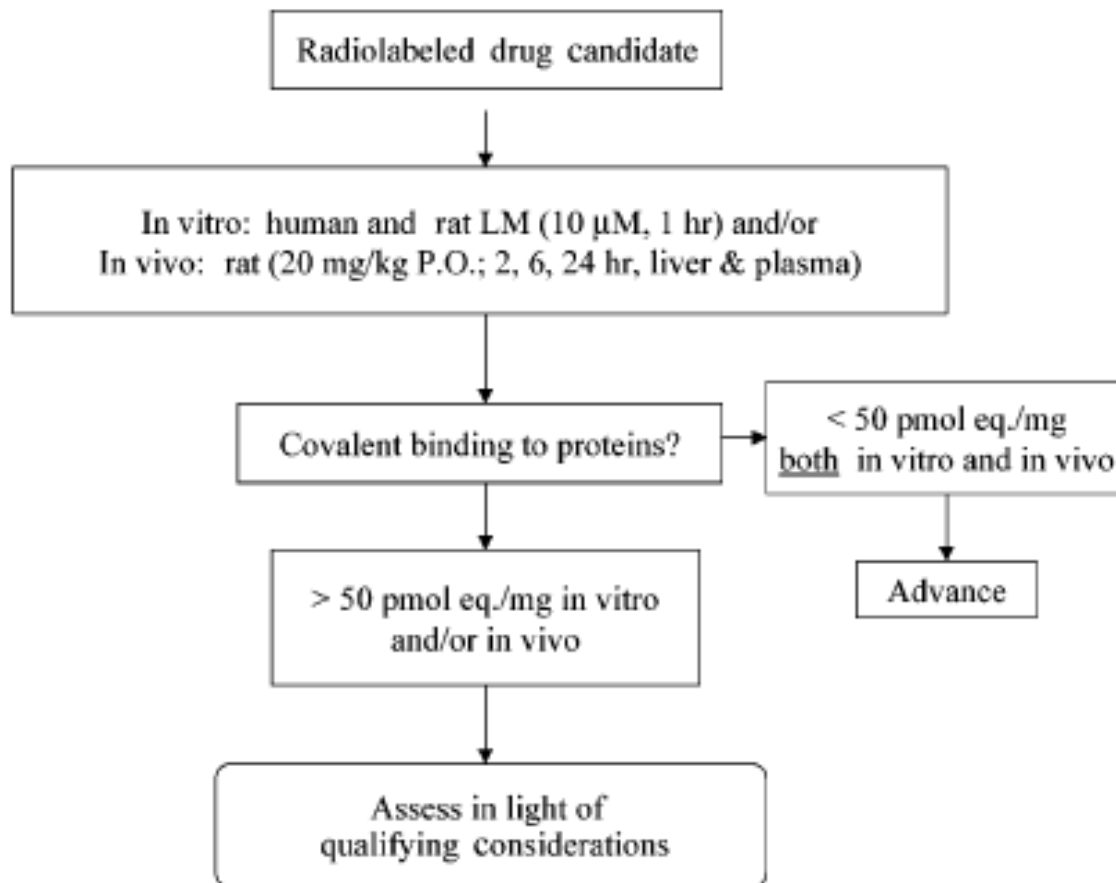 Radiolabeled drug candidate
In vitro: human and rat LM (10 μM, 1 hr) and/or
In vivo: rat (20 mg/kg P.O.; 2, 6, 24 hr, liver & plasma)
Covalent binding to proteins?
< 50 pmol eq./mg
both in vitro and in vivo
> 50 pmol eq./mg in vitro
and/or in vivo
Advance
Assess in light of
qualifying considerations